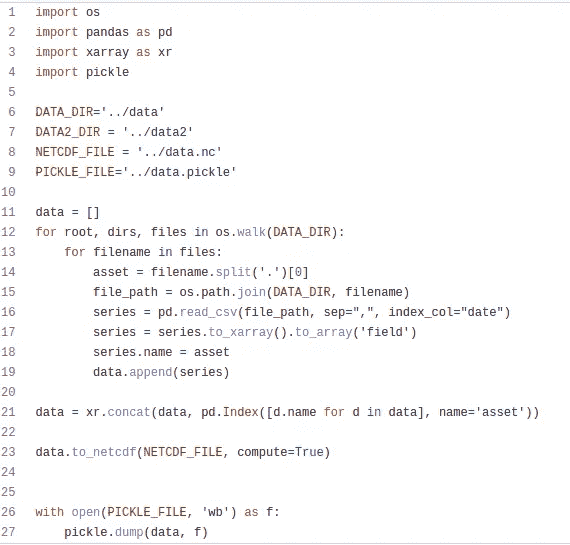 1 import os
2 import pandas as pd
3 import xarray as xr
4 import pickle
5
6 DATA_DIR='../data'
7 DATA2_DIR = '../data2'
8 NETCDF_FILE = '../data.nc'
9 PICKLE_FILE='../data.pickle'
10
11 data = []
12 for root, dirs, files in os.walk(DATA_DIR):
13     for filename in files:
14         asset = filename.split('.')[0]
15         file_path = os.path.join(DATA_DIR, filename)
16         series = pd.read_csv(file_path, sep=",", index_col="date")
17         series = series.to_xarray().to_array('field')
18         series.name = asset
19         data.append(series)
20
21 data = xr.concat(data, pd.Index([d.name for d in data], name='asset'))
22
23 data.to_netcdf(NETCDF_FILE, compute=True)
24
25
26 with open(PICKLE_FILE, 'wb') as f:
27     pickle.dump(data, f)